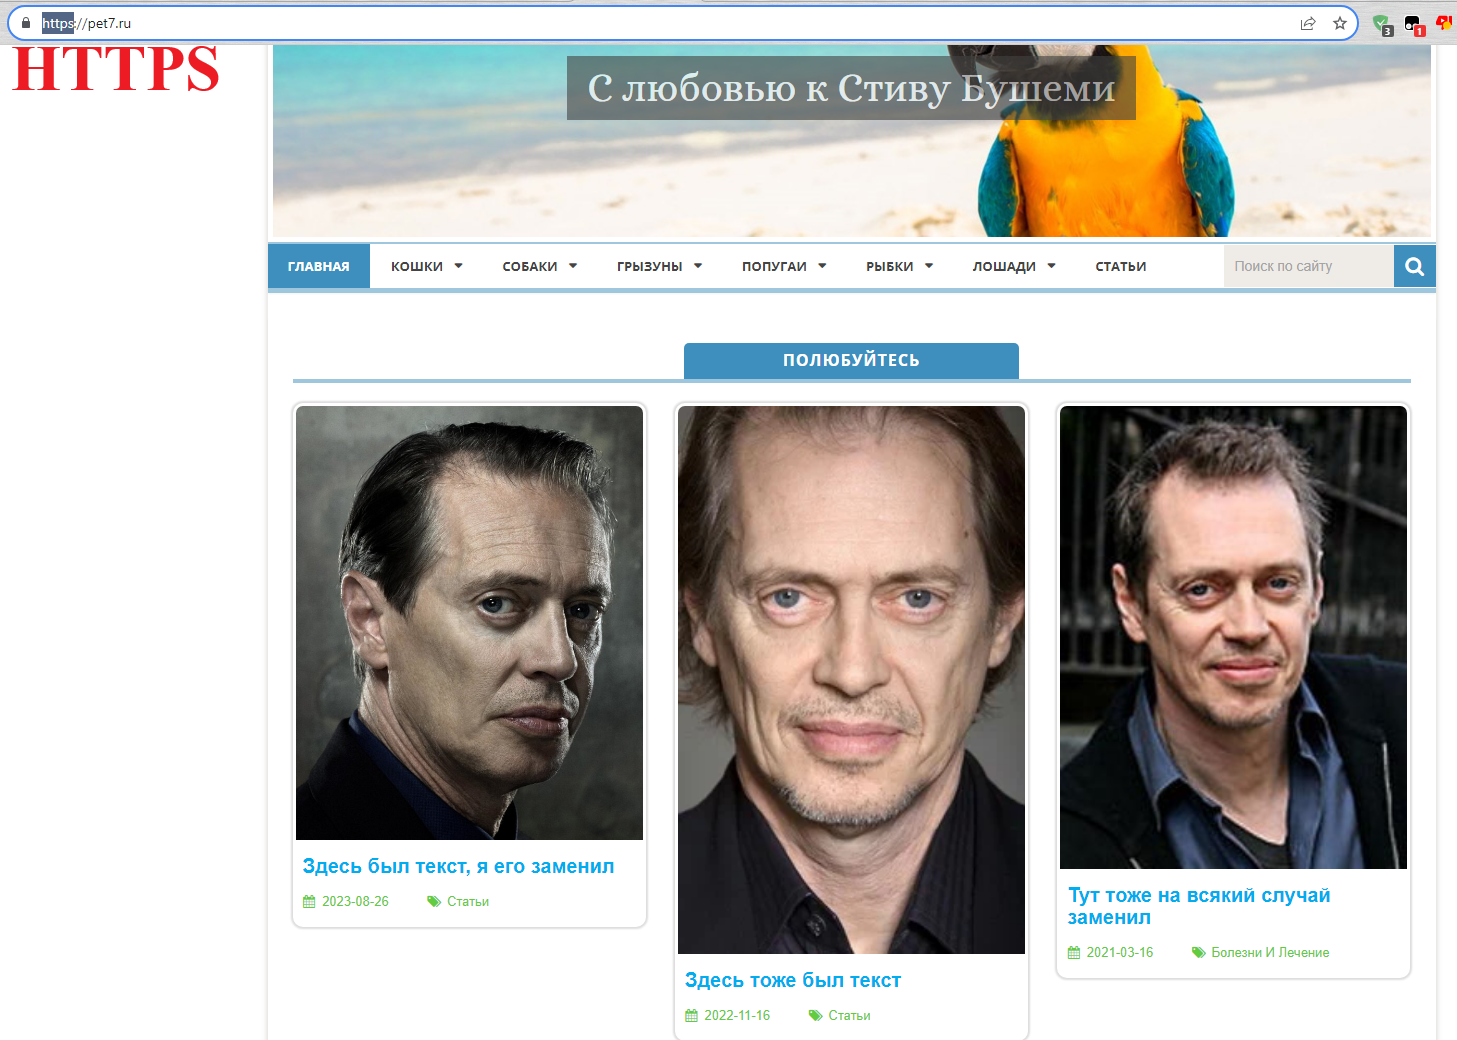 https://pet7.ru
3
1
HTTPS
С любовью к Стиву Бушеми
ГЛАВНАЯ КОШКИ СОБАКИ ГРЫЗУНЫ ПОПУГАИ РЫБКИ ЛОШАДИ СТАТЬИ Поиск по сайту
ПОЛЮБУЙТЕСЬ
Здесь был текст, я его заменил
2023-08-26 Статьи
Здесь тоже был текст
2022-11-16 Статьи
Тут тоже на всякий случай
заменил
2021-03-16 Болезни И Лечение